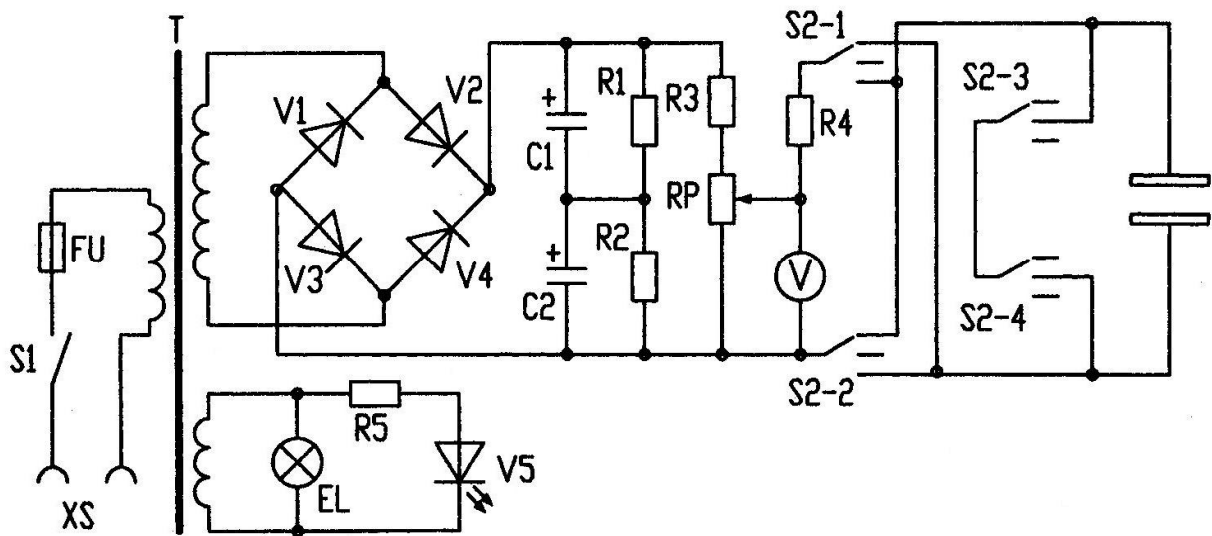 T
S2-1
V1
V2
R1
R3
R4
S2-3
C1
RP
FU
V3
V4
R2
V
C2
S2-4
S1
S2-2
R5
V5
EL
XS